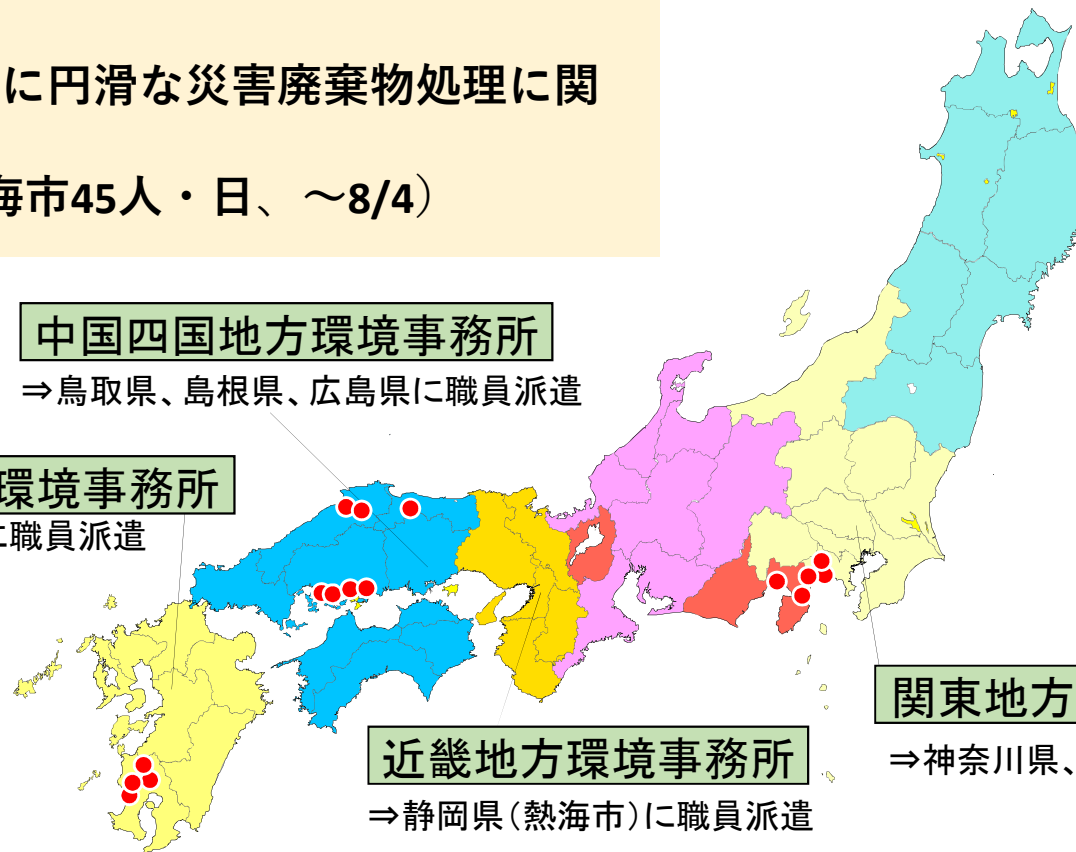 に円滑な災害廃棄物処理に関
海市45人・日、～8/4）
中国四国地方環境事務所
⇒鳥取県、島根県、広島県に職員派遣
環境事務所
に職員派遣
関東地方
⇒神奈川県、
近畿地方環境事務所
⇒静岡県（熱海市）に職員派遣